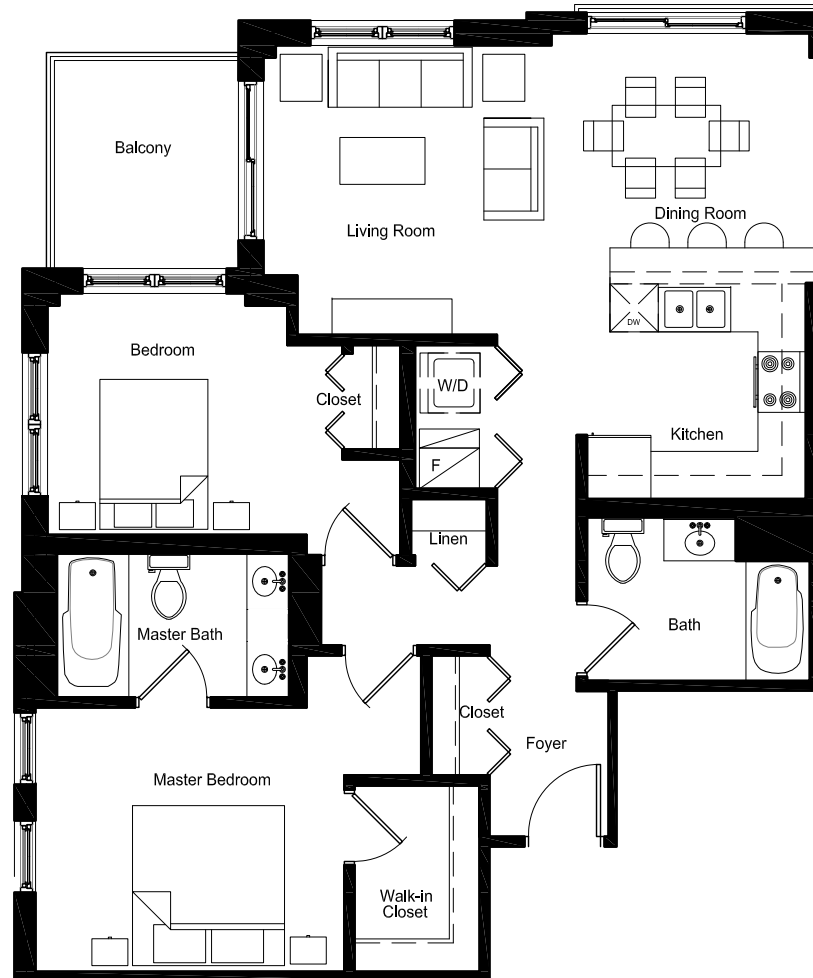 Balcony
Living Room
Dining Room
DW
Bedroom
Closet
W/D
Kitchen
F
Linen
Master Bath
Bath
Closet
Foyer
Master Bedroom
Walk-in
Closet